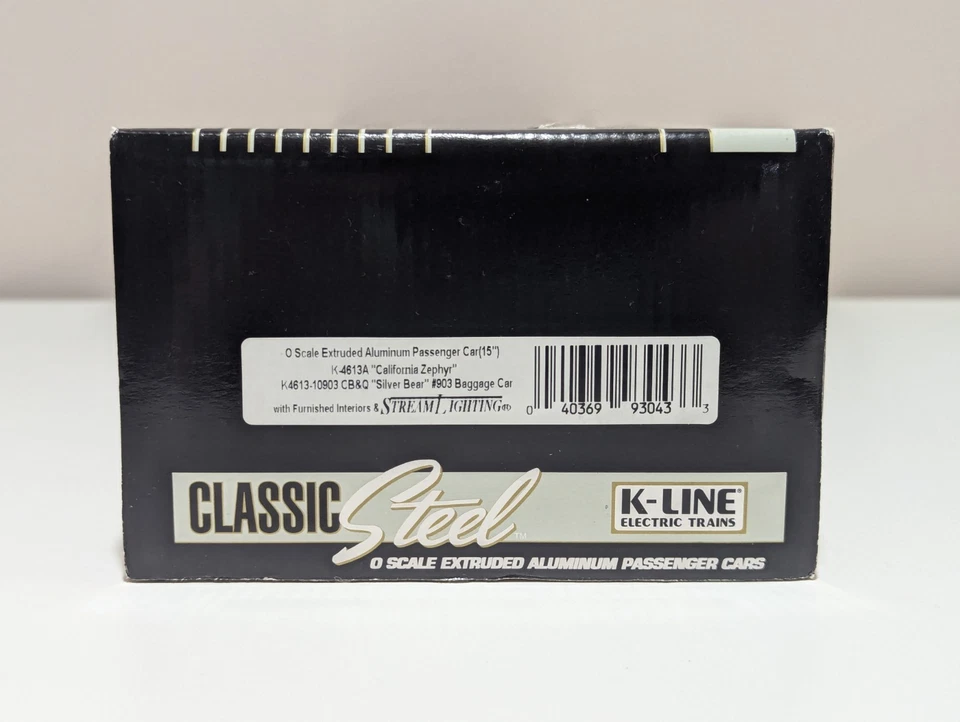 O Scale Extruded Aluminum Passenger Car(15")
K-4613A "California Zephyr"
K4613-10903 CB&Q "Silver Bear" #903 Baggage Car
with Furnished Interiors & STREAMLIGHTING
0 40369 93043 3
CLASSIC Steel™
K-LINE®
ELECTRIC TRAINS
O SCALE EXTRUDED ALUMINUM PASSENGER CARS